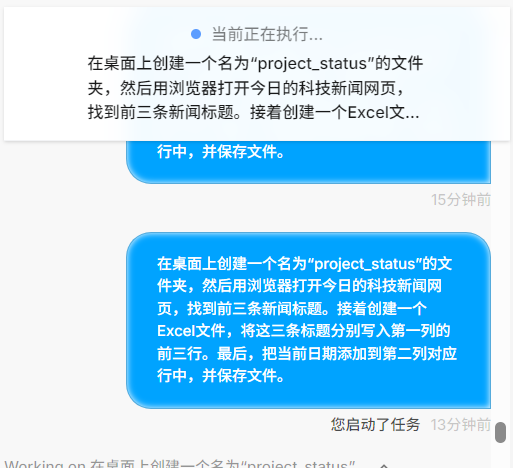 当前正在执行...
在桌面上创建一个名为“project_status”的文件
夹，然后用浏览器打开今日的科技新闻网页，
找到前三条新闻标题。接着创建一个Excel文...
行中，并保存文件。
15分钟前
在桌面上创建一个名为“project_status”的文
件夹，然后用浏览器打开今日的科技新闻网
页，找到前三条新闻标题。接着创建一个
Excel文件，将这三条标题分别写入第一列的
前三行。最后，把当前日期添加到第二列对应
行中，并保存文件。
您启动了任务 13分钟前
Working on 在桌面上创建一个名为“project_status”